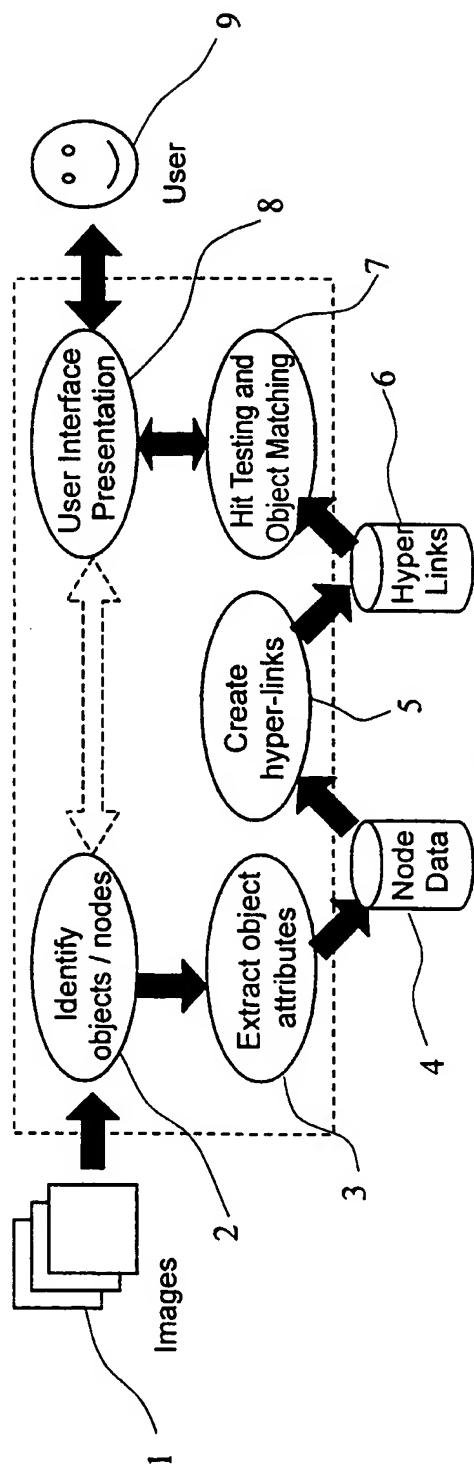 1
Images
2
Identify
objects / nodes
3
Extract object
attributes
4
Node
Data
5
Create
hyper-links
6
Hyper
Links
7
Hit Testing and
Object Matching
8
User Interface
Presentation
9
User